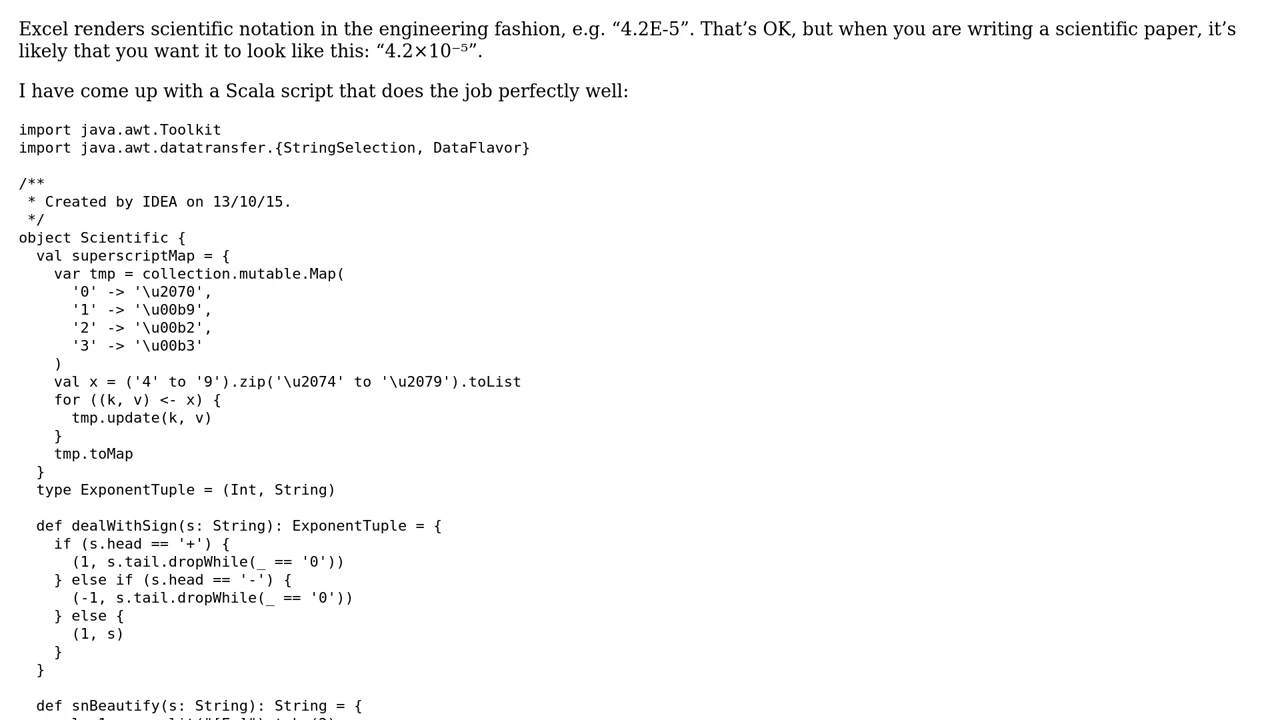 Excel renders scientific notation in the engineering fashion, e.g. “4.2E-5”. That’s OK, but when you are writing a scientific paper, it’s
likely that you want it to look like this: “4.2×10⁻⁵”.
I have come up with a Scala script that does the job perfectly well:
import java.awt.Toolkit
import java.awt.datatransfer.{StringSelection, DataFlavor}
/**
 * Created by IDEA on 13/10/15.
 */
object Scientific {
  val superscriptMap = {
    var tmp = collection.mutable.Map(
      '0' -> '\u2070',
      '1' -> '\u00b9',
      '2' -> '\u00b2',
      '3' -> '\u00b3'
    )
    val x = ('4' to '9').zip('\u2074' to '\u2079').toList
    for ((k, v) <- x) {
      tmp.update(k, v)
    }
    tmp.toMap
  }
  type ExponentTuple = (Int, String)
  def dealWithSign(s: String): ExponentTuple = {
    if (s.head == '+') {
      (1, s.tail.dropWhile(_ == '0'))
    } else if (s.head == '-') {
      (-1, s.tail.dropWhile(_ == '0'))
    } else {
      (1, s)
    }
  }
  def snBeautify(s: String): String = {